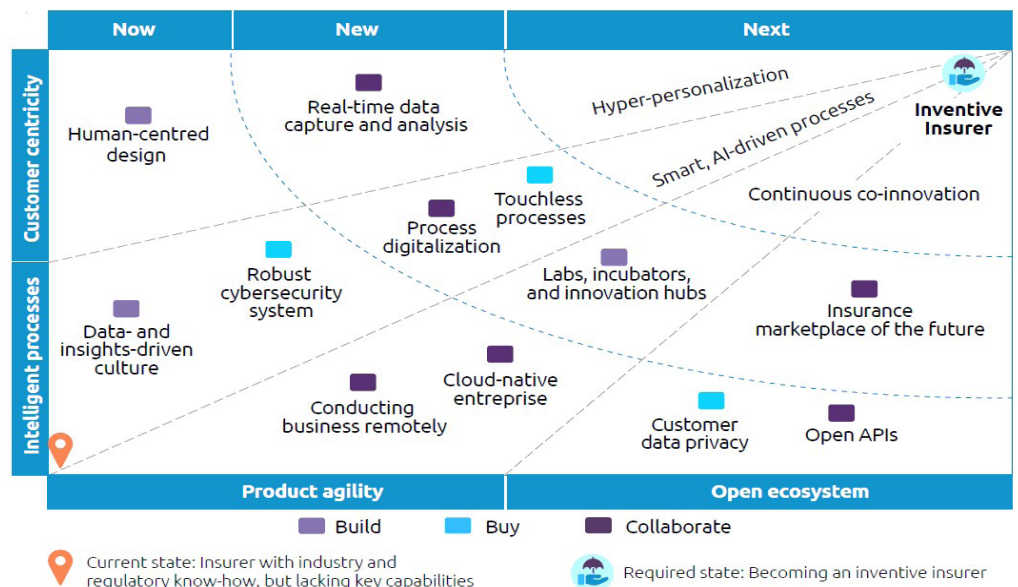 Now
New
Next
Customer centricity
Intelligent processes
Human-centred
design
Real-time data
capture and analysis
Hyper-personalization
Smart, AI-driven processes
Inventive
Insurer
Touchless
processes
Process
digitalization
Continuous co-innovation
Robust
cybersecurity
system
Labs, incubators,
and innovation hubs
Data- and
insights-driven
culture
Insurance
marketplace of the future
Cloud-native
entreprise
Conducting
business remotely
Customer
data privacy
Open APIs
Product agility
Open ecosystem
Build
Buy
Collaborate
Current state: Insurer with industry and
regulatory know-how, but lacking key capabilities
Required state: Becoming an inventive insurer